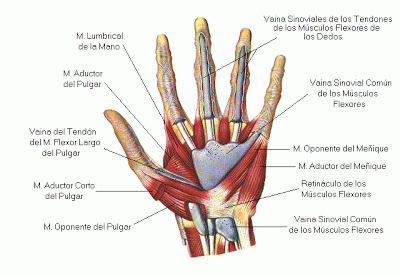 M. Lumbrical
de la Mano
M. Aductor
del Pulgar
Vaina del Tendón
del M. Flexor Largo
del Pulgar
M. Aductor Corto
del Pulgar
M. Oponente del Pulgar
Vaina Sinoviales de los Tendones
de los Músculos Flexores de
los Dedos
Vaina Sinovial Común
de los Músculos
Flexores
M. Oponente del Meñique
M. Aductor del Meñique
Retináculo de los
Músculos Flexores
Vaina Sinovial Común
de los Músculos Flexores